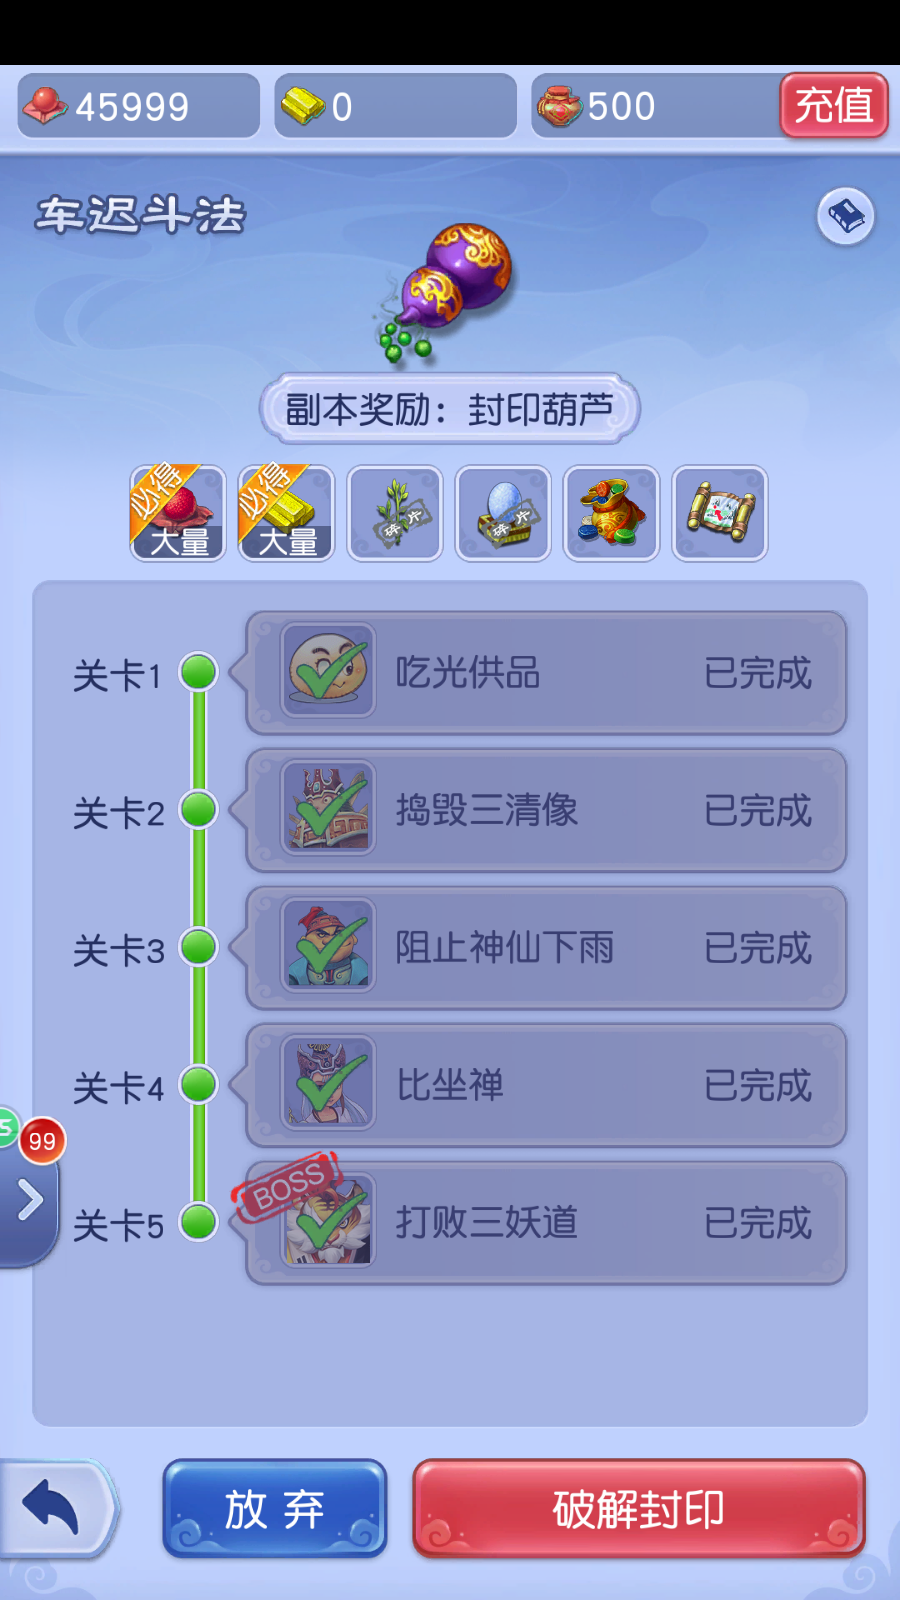 45999
0
500
充值
车迟斗法
副本奖励：封印葫芦
必得
大量
必得
大量
碎片
碎片
关卡1
吃光供品
已完成
关卡2
捣毁三清像
已完成
关卡3
阻止神仙下雨
已完成
关卡4
比坐禅
已完成
5
99
BOSS
关卡5
打败三妖道
已完成
放弃
破解封印